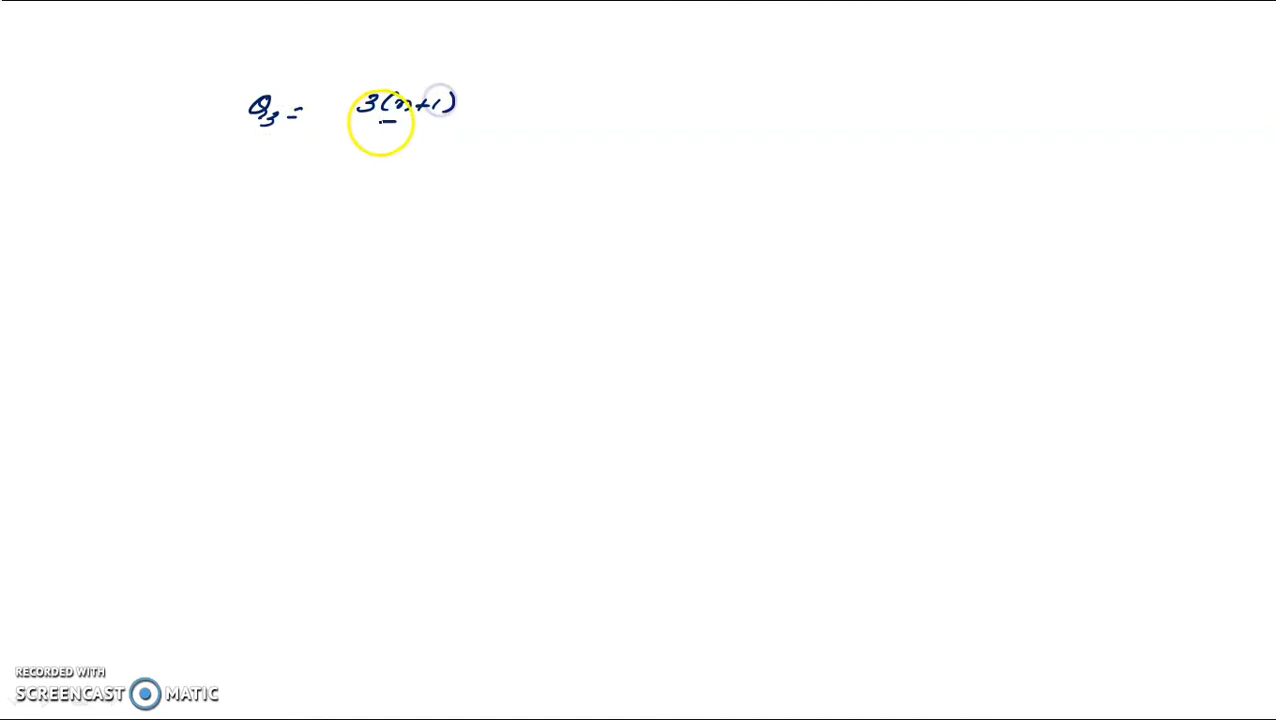 Q₃ = 3(n+1)
RECORDED WITH
SCREENCAST MATIC